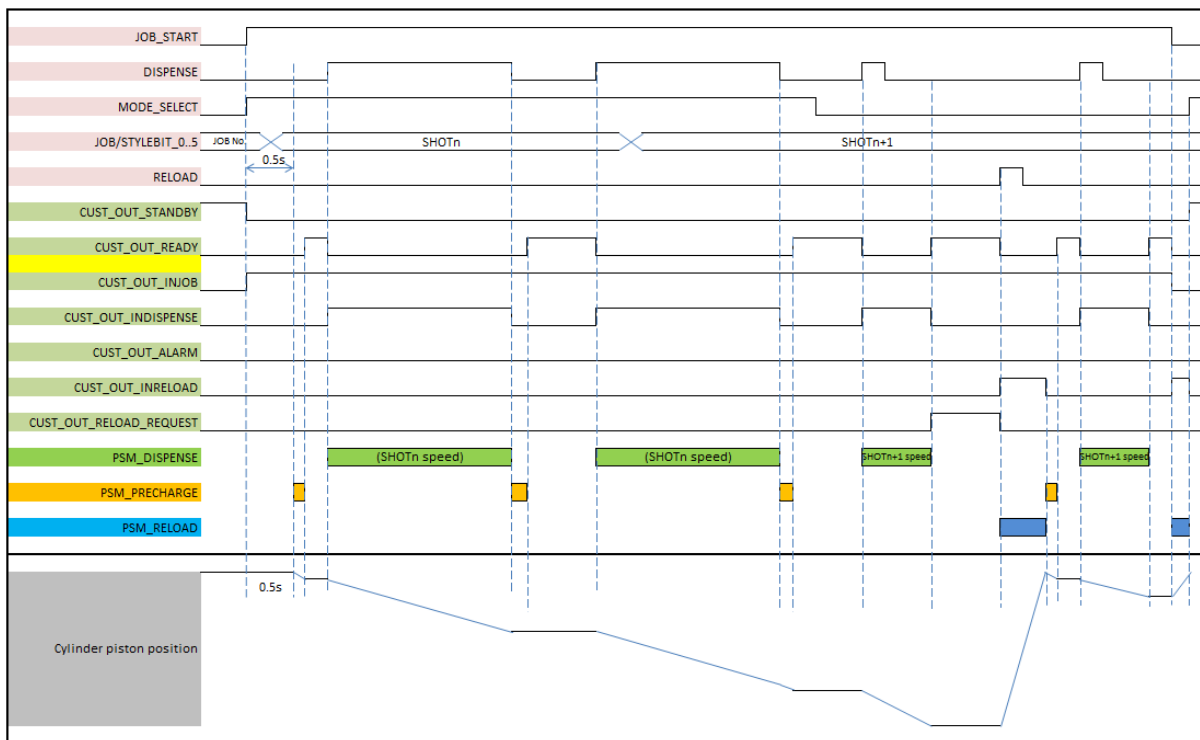 JOB_START
DISPENSE
MODE_SELECT
JOB/STYLEBIT_0..5
JOB No.
SHOTn
SHOTn+1
0.5s
RELOAD
CUST_OUT_STANDBY
CUST_OUT_READY
CUST_OUT_INJOB
CUST_OUT_INDISPENSE
CUST_OUT_ALARM
CUST_OUT_INRELOAD
CUST_OUT_RELOAD_REQUEST
PSM_DISPENSE
(SHOTn speed)
(SHOTn speed)
SHOTn+1 speed
SHOTn+1 speed
PSM_PRECHARGE
PSM_RELOAD
0.5s
Cylinder piston position